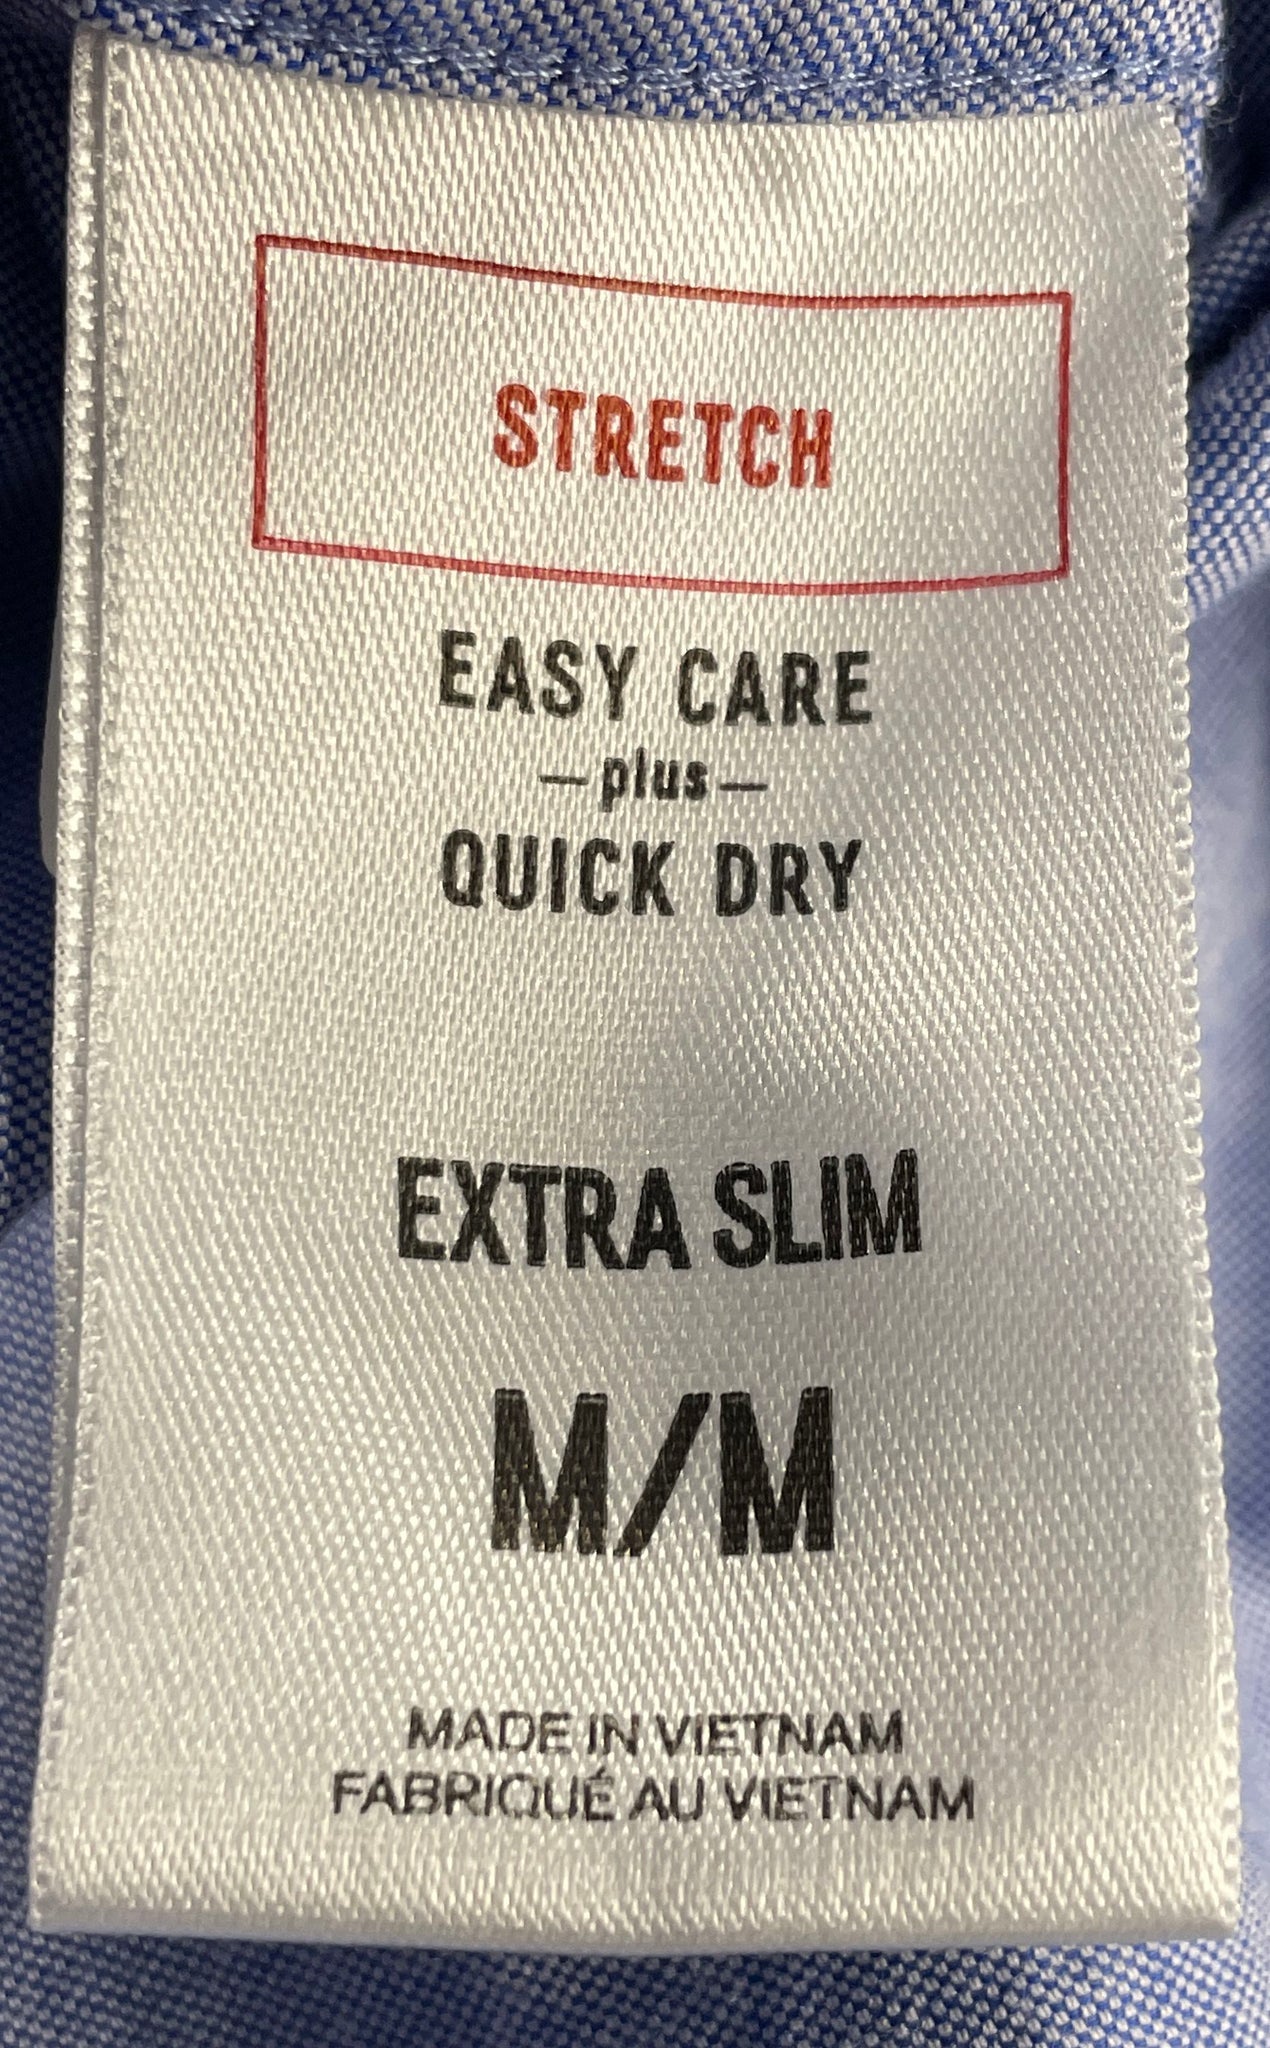 STRETCH
EASY CARE
—plus—
QUICK DRY
EXTRA SLIM
M/M
MADE IN VIETNAM
FABRIQUÉ AU VIETNAM